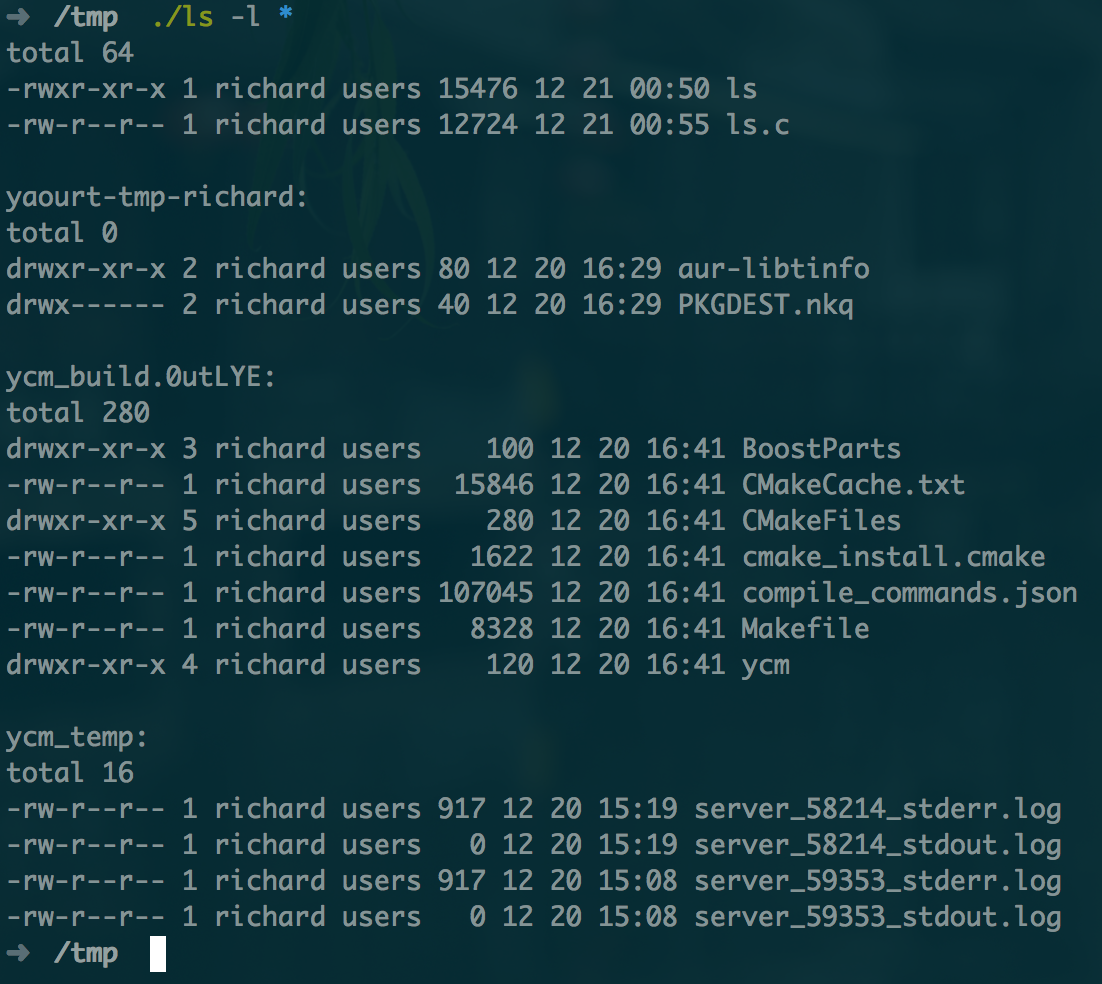 ➜  /tmp  ./ls -l *
total 64
-rwxr-xr-x 1 richard users 15476 12 21 00:50 ls
-rw-r--r-- 1 richard users 12724 12 21 00:55 ls.c

yaourt-tmp-richard:
total 0
drwxr-xr-x 2 richard users 80 12 20 16:29 aur-libtinfo
drwx------ 2 richard users 40 12 20 16:29 PKGDEST.nkq

ycm_build.0utLYE:
total 280
drwxr-xr-x 3 richard users    100 12 20 16:41 BoostParts
-rw-r--r-- 1 richard users  15846 12 20 16:41 CMakeCache.txt
drwxr-xr-x 5 richard users    280 12 20 16:41 CMakeFiles
-rw-r--r-- 1 richard users   1622 12 20 16:41 cmake_install.cmake
-rw-r--r-- 1 richard users 107045 12 20 16:41 compile_commands.json
-rw-r--r-- 1 richard users   8328 12 20 16:41 Makefile
drwxr-xr-x 4 richard users    120 12 20 16:41 ycm

ycm_temp:
total 16
-rw-r--r-- 1 richard users 917 12 20 15:19 server_58214_stderr.log
-rw-r--r-- 1 richard users   0 12 20 15:19 server_58214_stdout.log
-rw-r--r-- 1 richard users 917 12 20 15:08 server_59353_stderr.log
-rw-r--r-- 1 richard users   0 12 20 15:08 server_59353_stdout.log
➜  /tmp